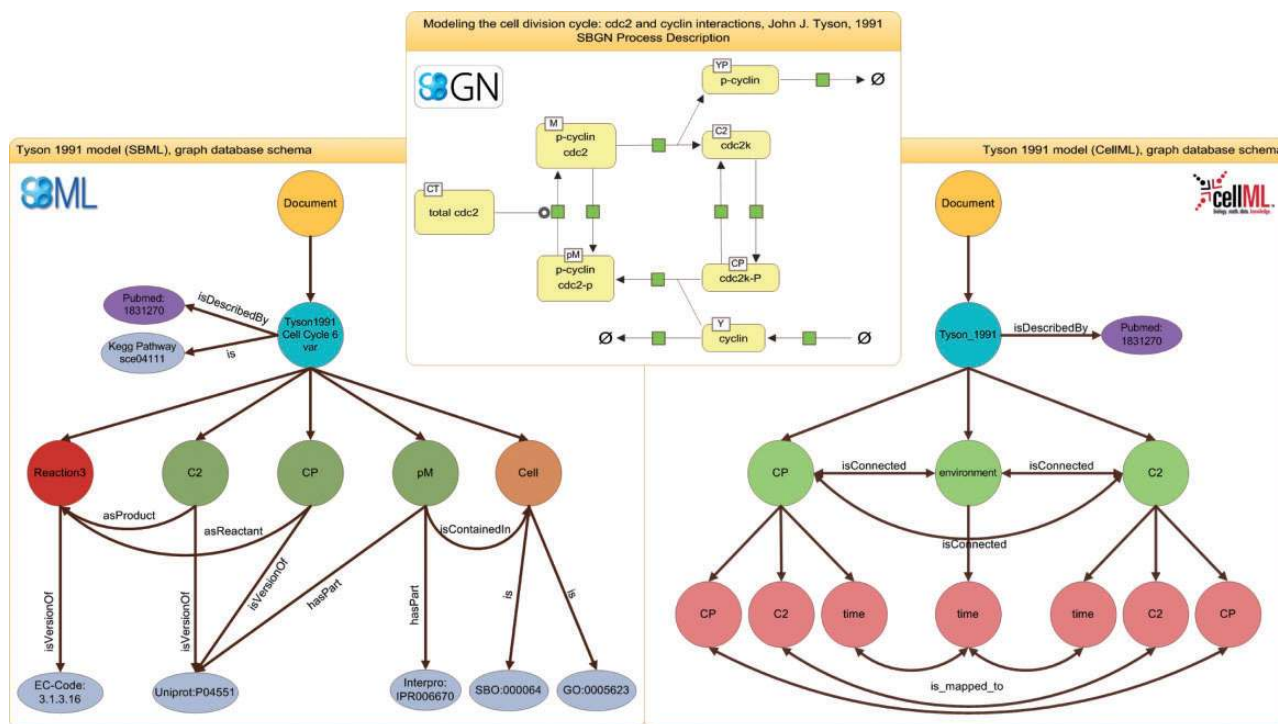 Modeling the cell division cycle: cdc2 and cyclin interactions, John J. Tyson, 1991
SBGN Process Description
SBGN
YP
p-cyclin
Ø
M
p-cyclin
cdc2
C2
cdc2k
CT
total cdc2
pM
p-cyclin
cdc2-p
CP
cdc2k-P
Ø
Y
cyclin
Ø
Tyson 1991 model (SBML), graph database schema
SBML
Document
Pubmed:
1831270
isDescribedBy
Tyson1991
Cell Cycle 6
var
Kegg Pathway
sce04111
is
Reaction3
C2
CP
pM
Cell
asProduct
asReactant
isContainedIn
isVersionOf
isVersionOf
isVersionOf
hasPart
hasPart
is
is
EC-Code:
3.1.3.16
Uniprot:P04551
Interpro:
IPR006670
SBO:000064
GO:0005623
Tyson 1991 model (CellML), graph database schema
cellML
Document
Tyson_1991
isDescribedBy
Pubmed:
1831270
CP
isConnected
environment
isConnected
C2
isConnected
CP
C2
time
time
time
C2
CP
is_mapped_to